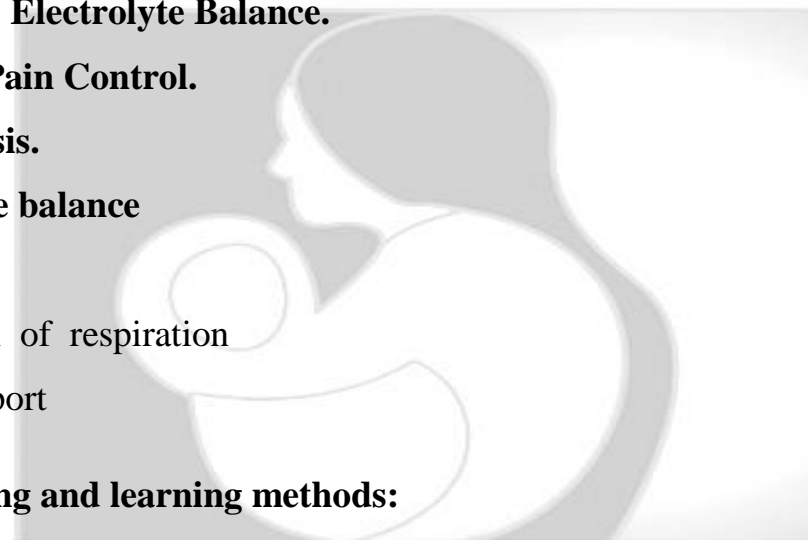 Electrolyte Balance.
Pain Control.
sis.
e balance
of respiration
port
ng and learning methods: